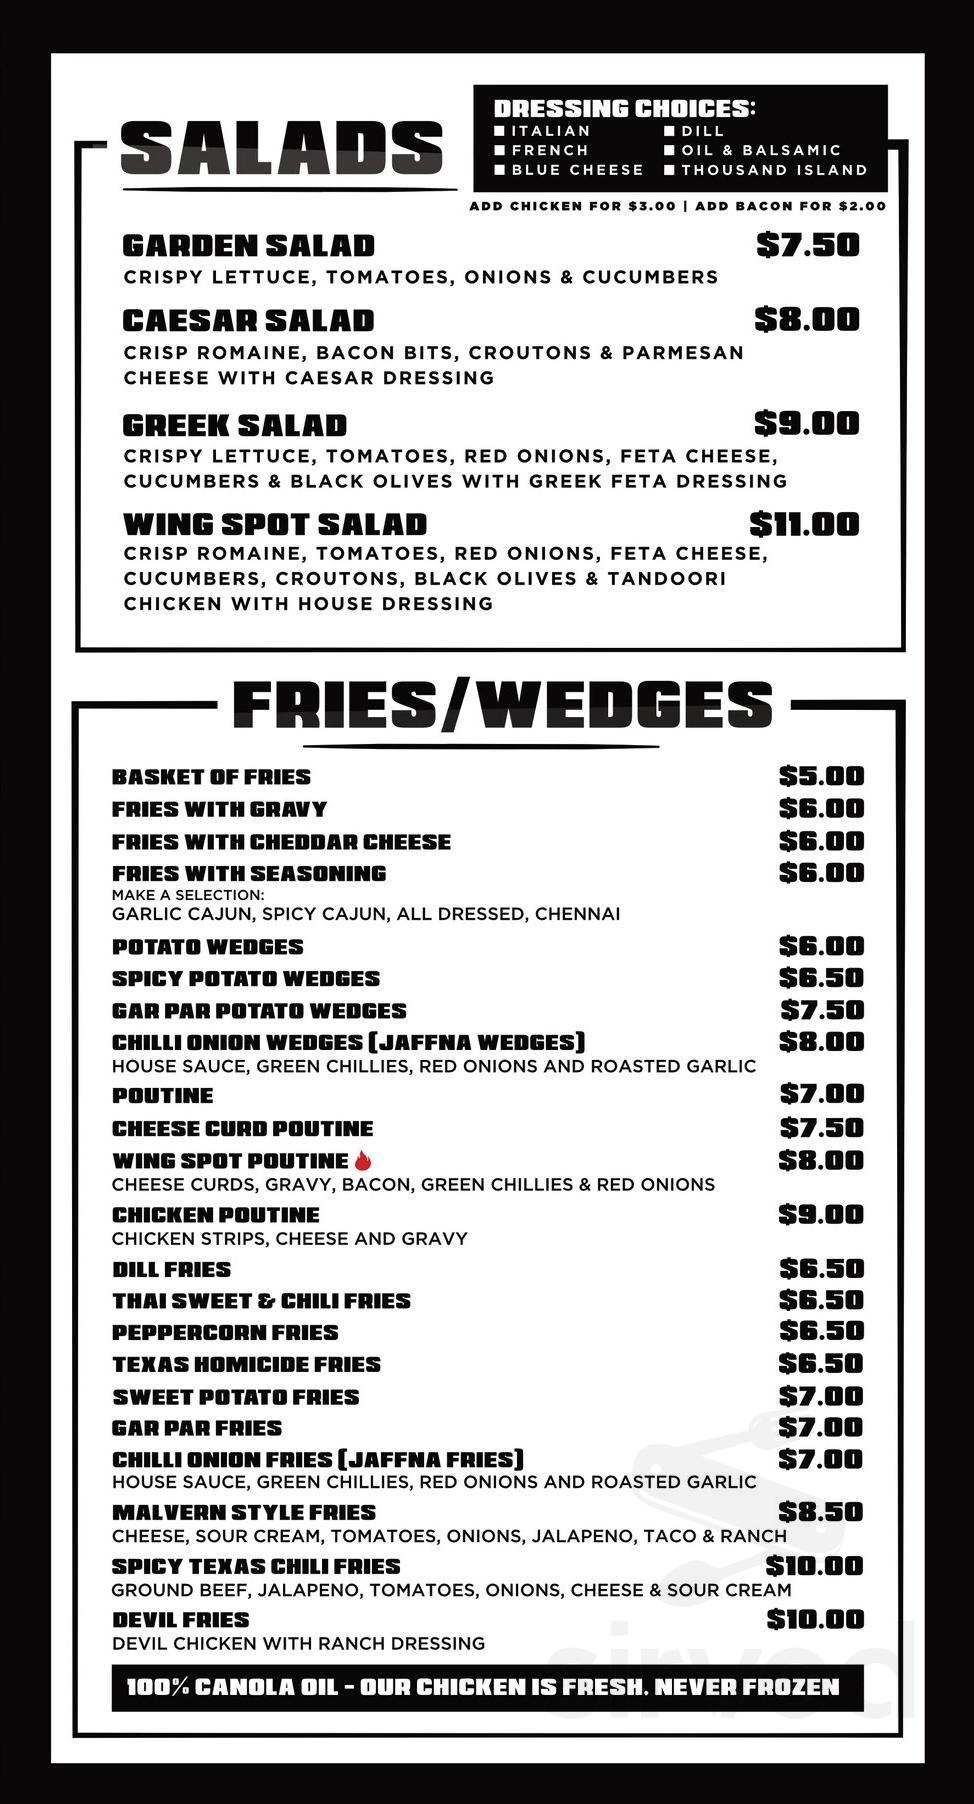 SALADS
DRESSING CHOICES:
ITALIAN
DILL
FRENCH
OIL & BALSAMIC
BLUE CHEESE
THOUSAND ISLAND
ADD CHICKEN FOR $3.00 | ADD BACON FOR $2.00
GARDEN SALAD $7.50
CRISPY LETTUCE, TOMATOES, ONIONS & CUCUMBERS
CAESAR SALAD $8.00
CRISP ROMAINE, BACON BITS, CROUTONS & PARMESAN
CHEESE WITH CAESAR DRESSING
GREEK SALAD $9.00
CRISPY LETTUCE, TOMATOES, RED ONIONS, FETA CHEESE,
CUCUMBERS & BLACK OLIVES WITH GREEK FETA DRESSING
WING SPOT SALAD $11.00
CRISP ROMAINE, TOMATOES, RED ONIONS, FETA CHEESE,
CUCUMBERS, CROUTONS, BLACK OLIVES & TANDOORI
CHICKEN WITH HOUSE DRESSING
FRIES/WEDGES
BASKET OF FRIES $5.00
FRIES WITH GRAVY $6.00
FRIES WITH CHEDDAR CHEESE $6.00
FRIES WITH SEASONING $6.00
MAKE A SELECTION:
GARLIC CAJUN, SPICY CAJUN, ALL DRESSED, CHENNAI
POTATO WEDGES $6.00
SPICY POTATO WEDGES $6.50
GAR PAR POTATO WEDGES $7.50
CHILLI ONION WEDGES (JAFFNA WEDGES) $8.00
HOUSE SAUCE, GREEN CHILLIES, RED ONIONS AND ROASTED GARLIC
POUTINE $7.00
CHEESE CURD POUTINE $7.50
WING SPOT POUTINE $8.00
CHEESE CURDS, GRAVY, BACON, GREEN CHILLIES & RED ONIONS
CHICKEN POUTINE $9.00
CHICKEN STRIPS, CHEESE AND GRAVY
DILL FRIES $6.50
THAI SWEET & CHILI FRIES $6.50
PEPPERCORN FRIES $6.50
TEXAS HOMICIDE FRIES $6.50
SWEET POTATO FRIES $7.00
GAR PAR FRIES $7.00
CHILLI ONION FRIES (JAFFNA FRIES) $7.00
HOUSE SAUCE, GREEN CHILLIES, RED ONIONS AND ROASTED GARLIC
MALVERN STYLE FRIES $8.50
CHEESE, SOUR CREAM, TOMATOES, ONIONS, JALAPENO, TACO & RANCH
SPICY TEXAS CHILI FRIES $10.00
GROUND BEEF, JALAPENO, TOMATOES, ONIONS, CHEESE & SOUR CREAM
DEVIL FRIES $10.00
DEVIL CHICKEN WITH RANCH DRESSING
sirved
100% CANOLA OIL - OUR CHICKEN IS FRESH. NEVER FROZEN